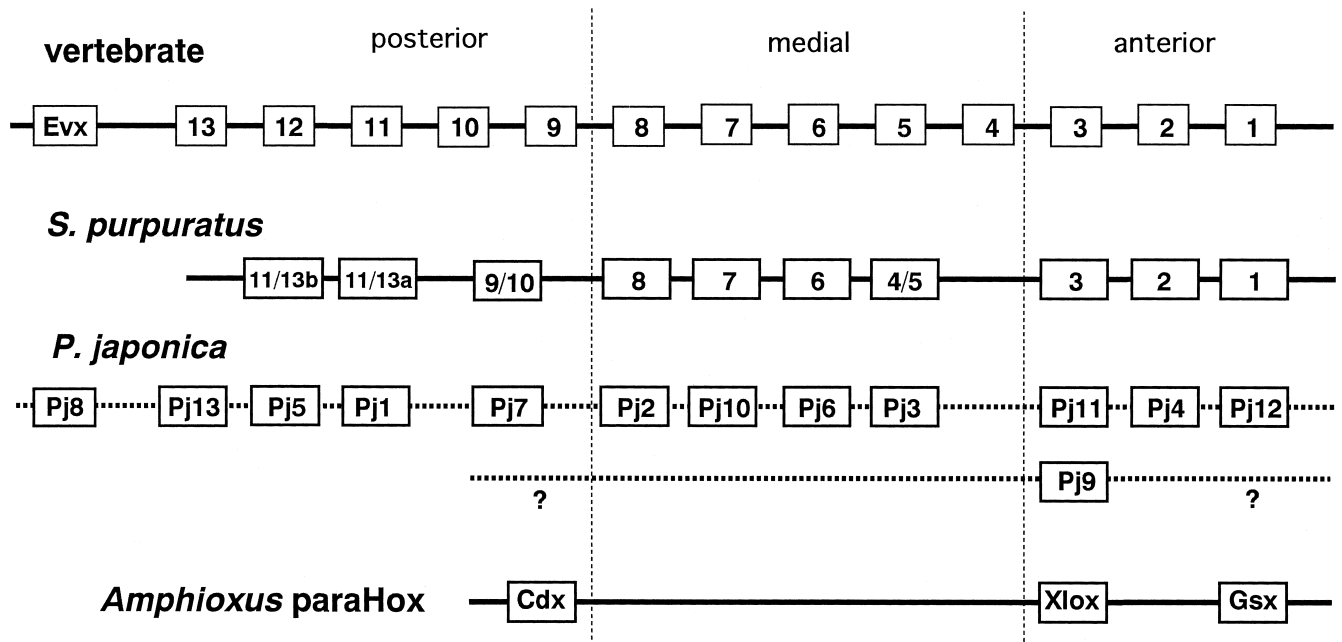 vertebrate posterior medial anterior
Evx 13 12 11 10 9 8 7 6 5 4 3 2 1
S. purpuratus
11/13b 11/13a 9/10 8 7 6 4/5 3 2 1
P. japonica
Pj8 Pj13 Pj5 Pj1 Pj7 Pj2 Pj10 Pj6 Pj3 Pj11 Pj4 Pj12
Pj9
? ?
Amphioxus paraHox Cdx Xlox Gsx